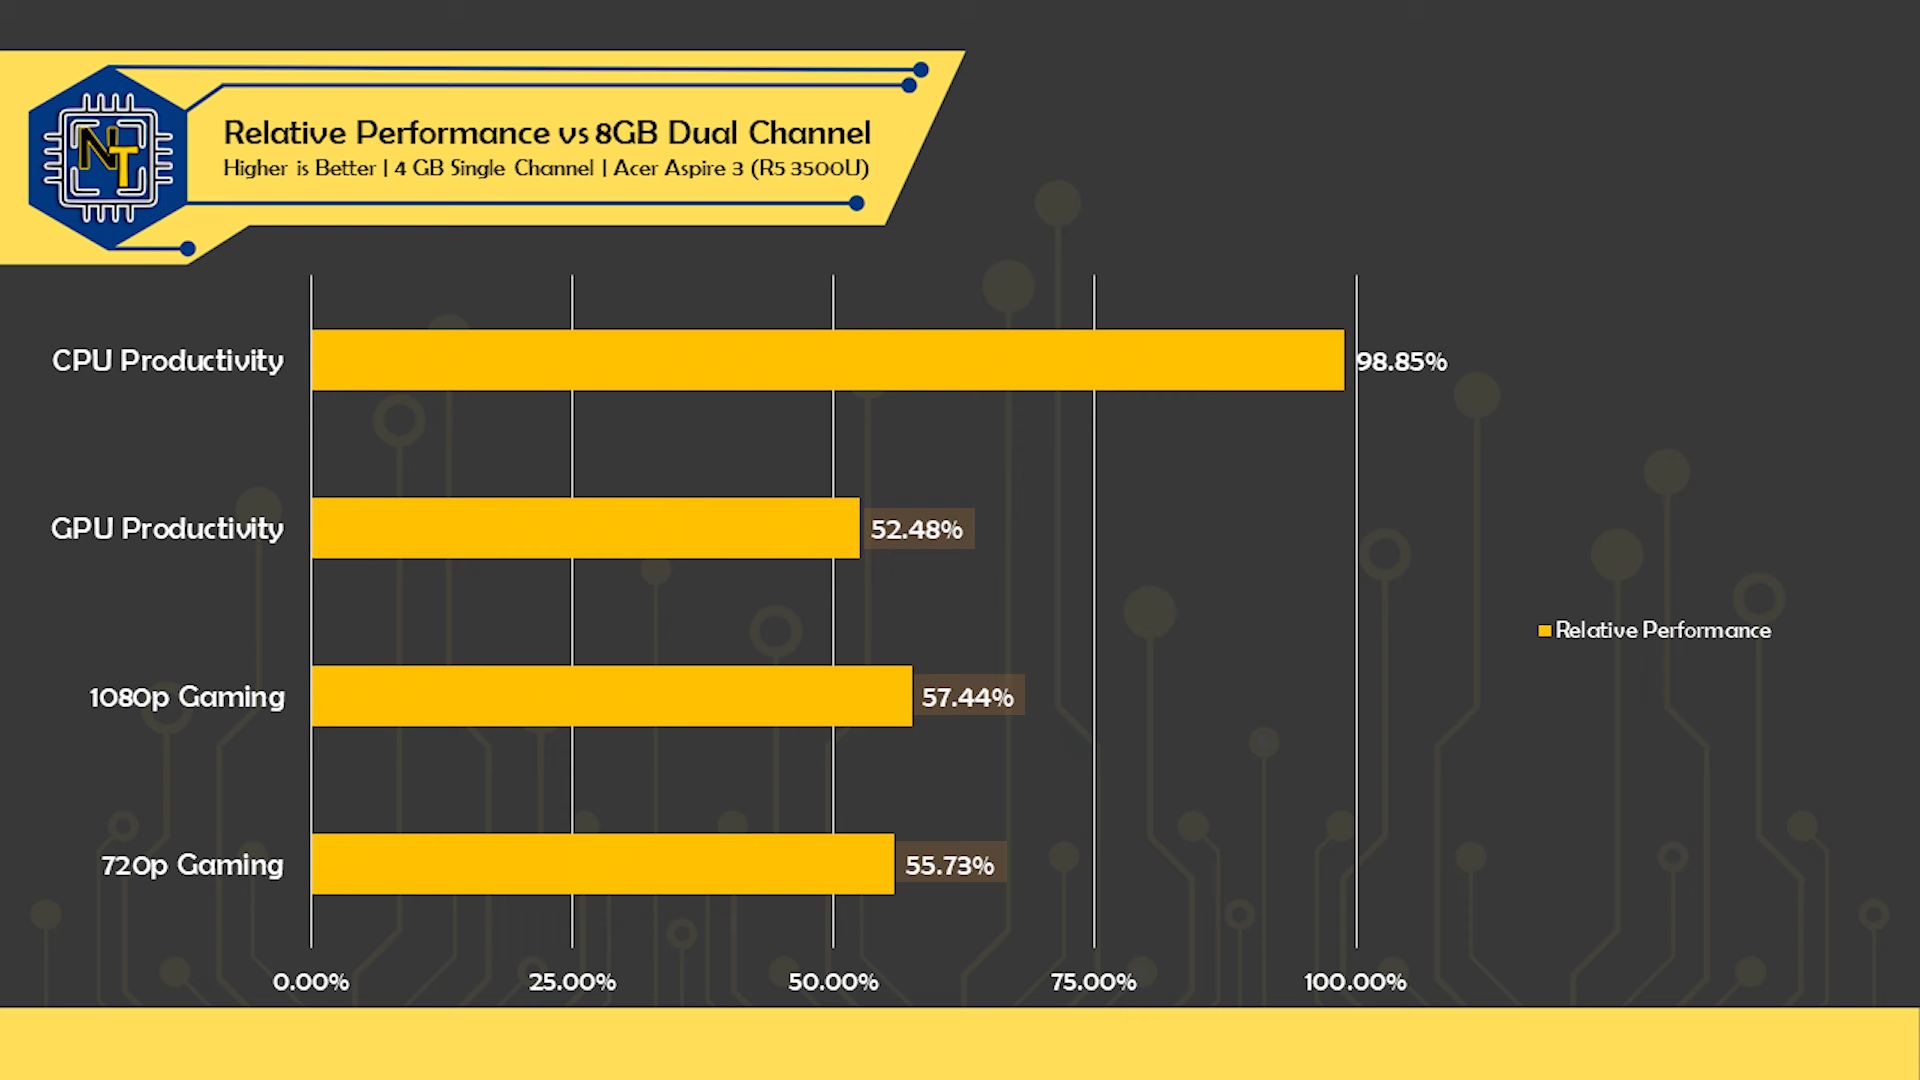 NT
Relative Performance vs 8GB Dual Channel
Higher is Better | 4 GB Single Channel | Acer Aspire 3 (R5 3500U)
CPU Productivity
98.85%
GPU Productivity
52.48%
1080p Gaming
57.44%
720p Gaming
55.73%
Relative Performance
0.00%
25.00%
50.00%
75.00%
100.00%